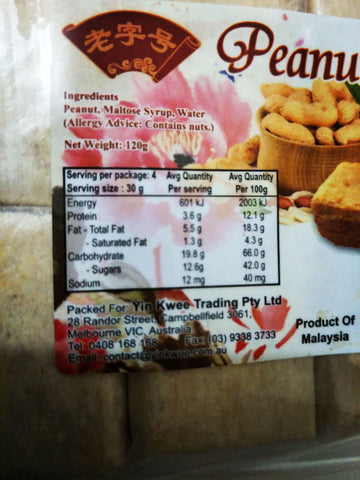 老字号
Peanu
Ingredients
Peanut, Maltose Syrup, Water
(Allergy Advice: Contains nuts.)
Net Weight: 120g
Serving per package: 4 Avg Quantity Avg Quantity
Serving size : 30 g Per serving Per 100g
Energy 601 kJ 2003 kJ
Protein 3.6 g 12.1 g
Fat - Total Fat 5.5 g 18.3 g
- Saturated Fat 1.3 g 4.3 g
Carbohydrate 19.8 g 66.0 g
- Sugars 12.6g 42.0 g
Sodium 12 mg 40 mg
Packed For: Yin Kwee Trading Pty Ltd
28 Randor Street, Campbellfield 3061,
Melbourne VIC, Australia
Tel: 0408 168 168 Fax: (03) 9338 3733
Email: contact@yinkwee.com.au
Product Of
Malaysia